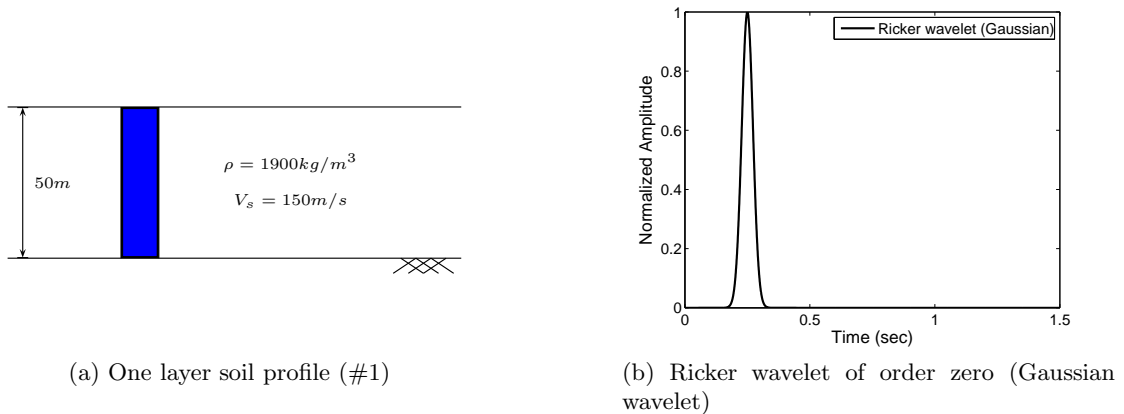 50m
ρ = 1900kg/m³
V_s = 150m/s
(a) One layer soil profile (#1)
Ricker wavelet (Gaussian)
Normalized Amplitude
1
0.8
0.6
0.4
0.2
0
0 0.5 1 1.5
Time (sec)
(b) Ricker wavelet of order zero (Gaussian
wavelet)